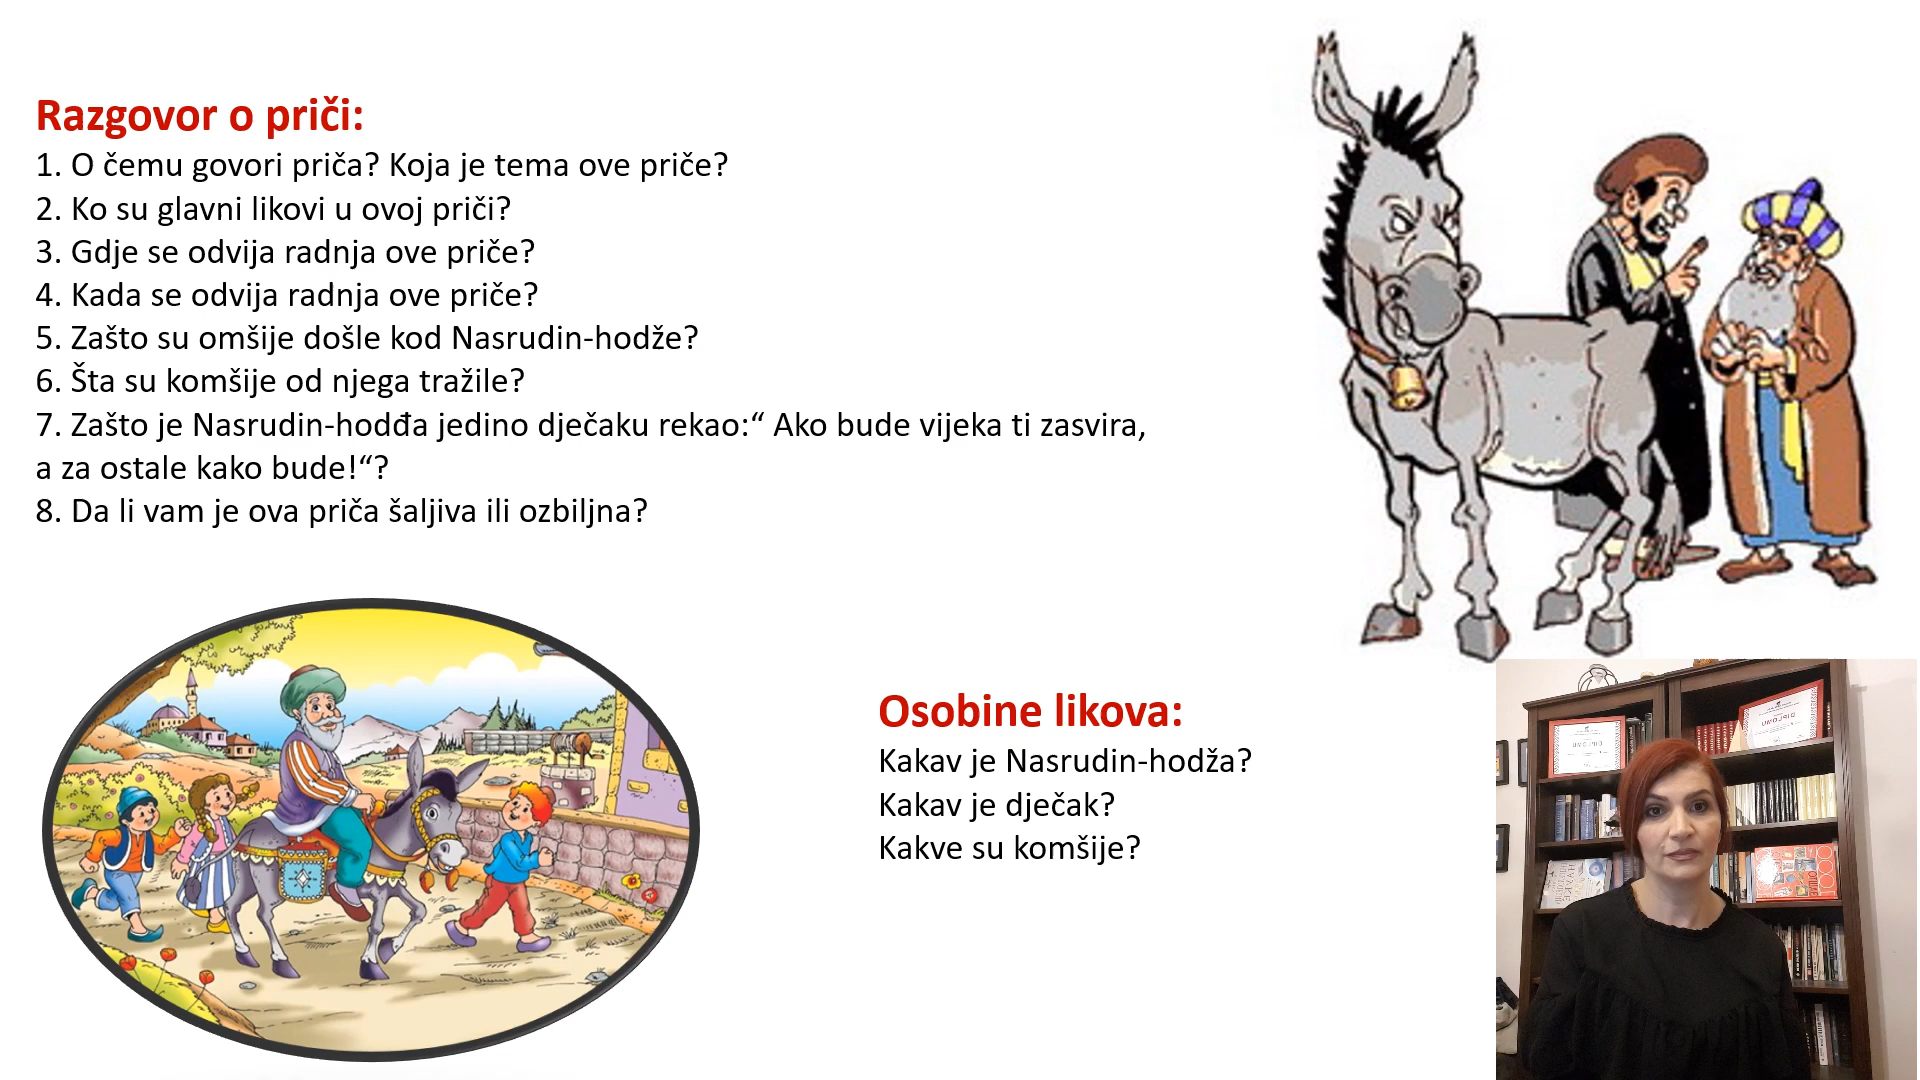 Razgovor o priči:
1. O čemu govori priča? Koja je tema ove priče?
2. Ko su glavni likovi u ovoj priči?
3. Gdje se odvija radnja ove priče?
4. Kada se odvija radnja ove priče?
5. Zašto su omšije došle kod Nasrudin-hodže?
6. Šta su komšije od njega tražile?
7. Zašto je Nasrudin-hodđa jedino dječaku rekao:“ Ako bude vijeka ti zasvira,
a za ostale kako bude!“?
8. Da li vam je ova priča šaljiva ili ozbiljna?
Osobine likova:
Kakav je Nasrudin-hodža?
Kakav je dječak?
Kakve su komšije?